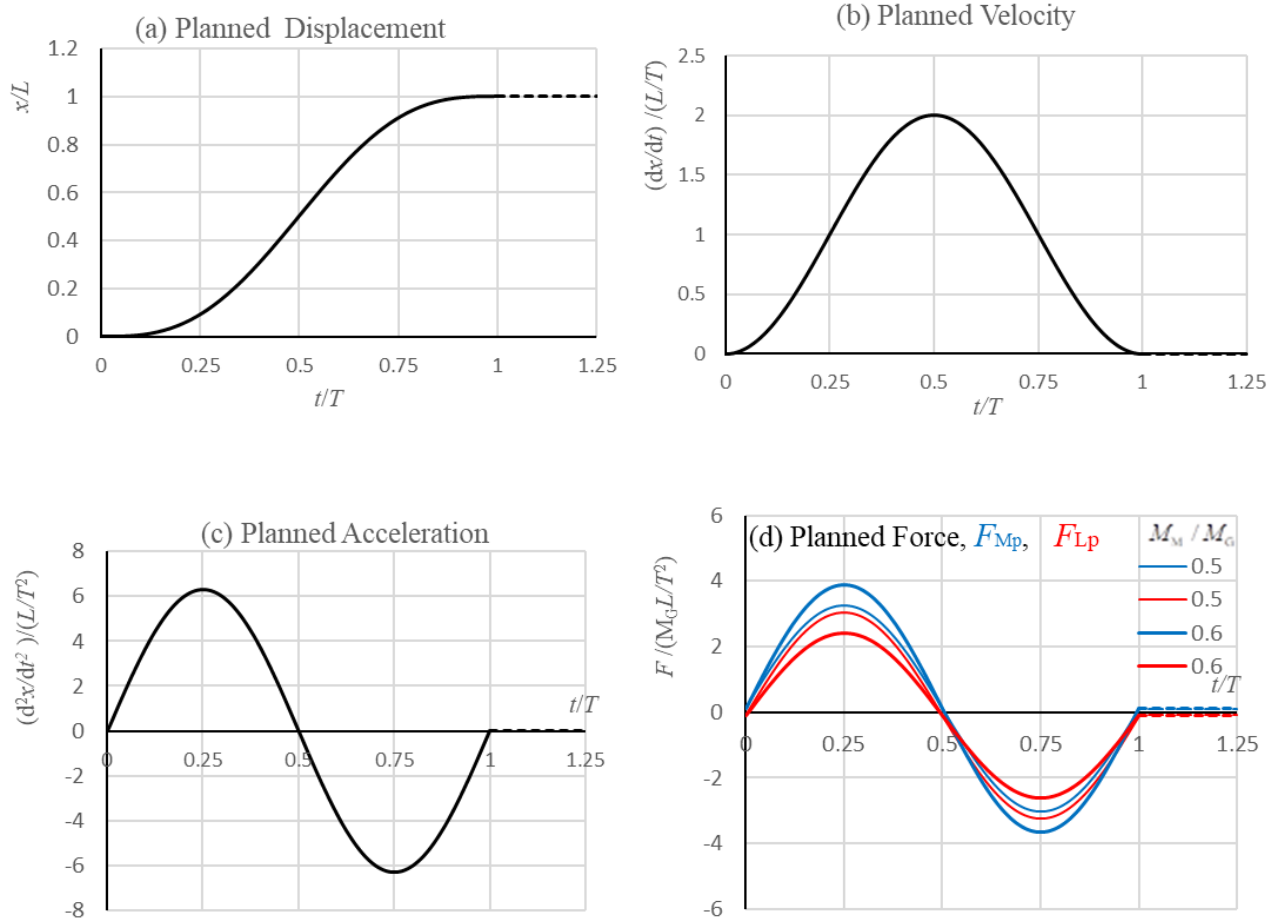 (a) Planned Displacement
1.2
1
0.8
0.6
0.4
0.2
0
x/L
0 0.25 0.5 0.75 1 1.25
t/T
(b) Planned Velocity
2.5
2
1.5
1
0.5
0
(dx/dt) /(L/T)
0 0.25 0.5 0.75 1 1.25
t/T
(c) Planned Acceleration
8
6
4
2
0
-2
-4
-6
-8
(d²x/dt² )/(L/T²)
t/T
0 0.25 0.5 0.75 1 1.25
(d) Planned Force, F_Mp, F_Lp
M_M / M_G
0.5
0.5
0.6
0.6
6
4
2
0
-2
-4
-6
F /(M_GL/T²)
t/T
0 0.25 0.5 0.75 1 1.25